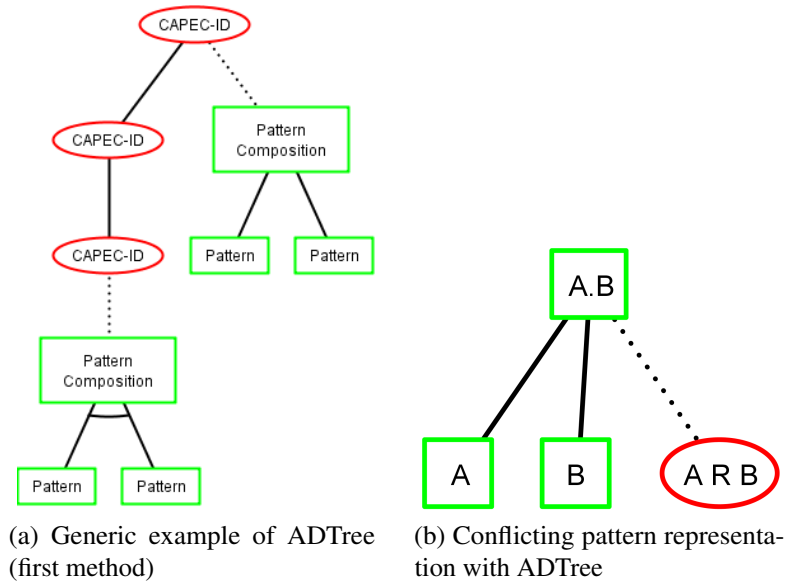 CAPEC-ID
CAPEC-ID
Pattern
Composition
CAPEC-ID
Pattern
Pattern
Pattern
Composition
Pattern
Pattern
(a) Generic example of ADTree
(first method)
A.B
A
B
A R B
(b) Conflicting pattern representa-
tion with ADTree